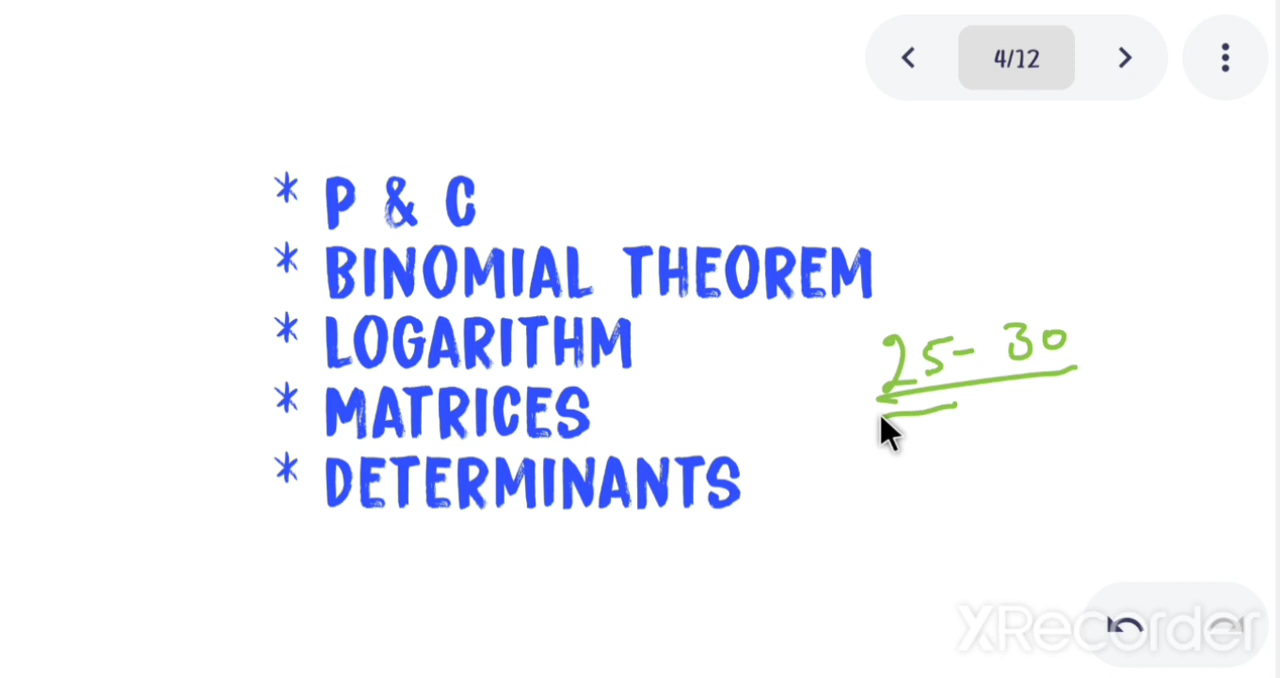 4/12
* P & C
* BINOMIAL THEOREM
* LOGARITHM
25- 30
* MATRICES
* DETERMINANTS
XRecorder